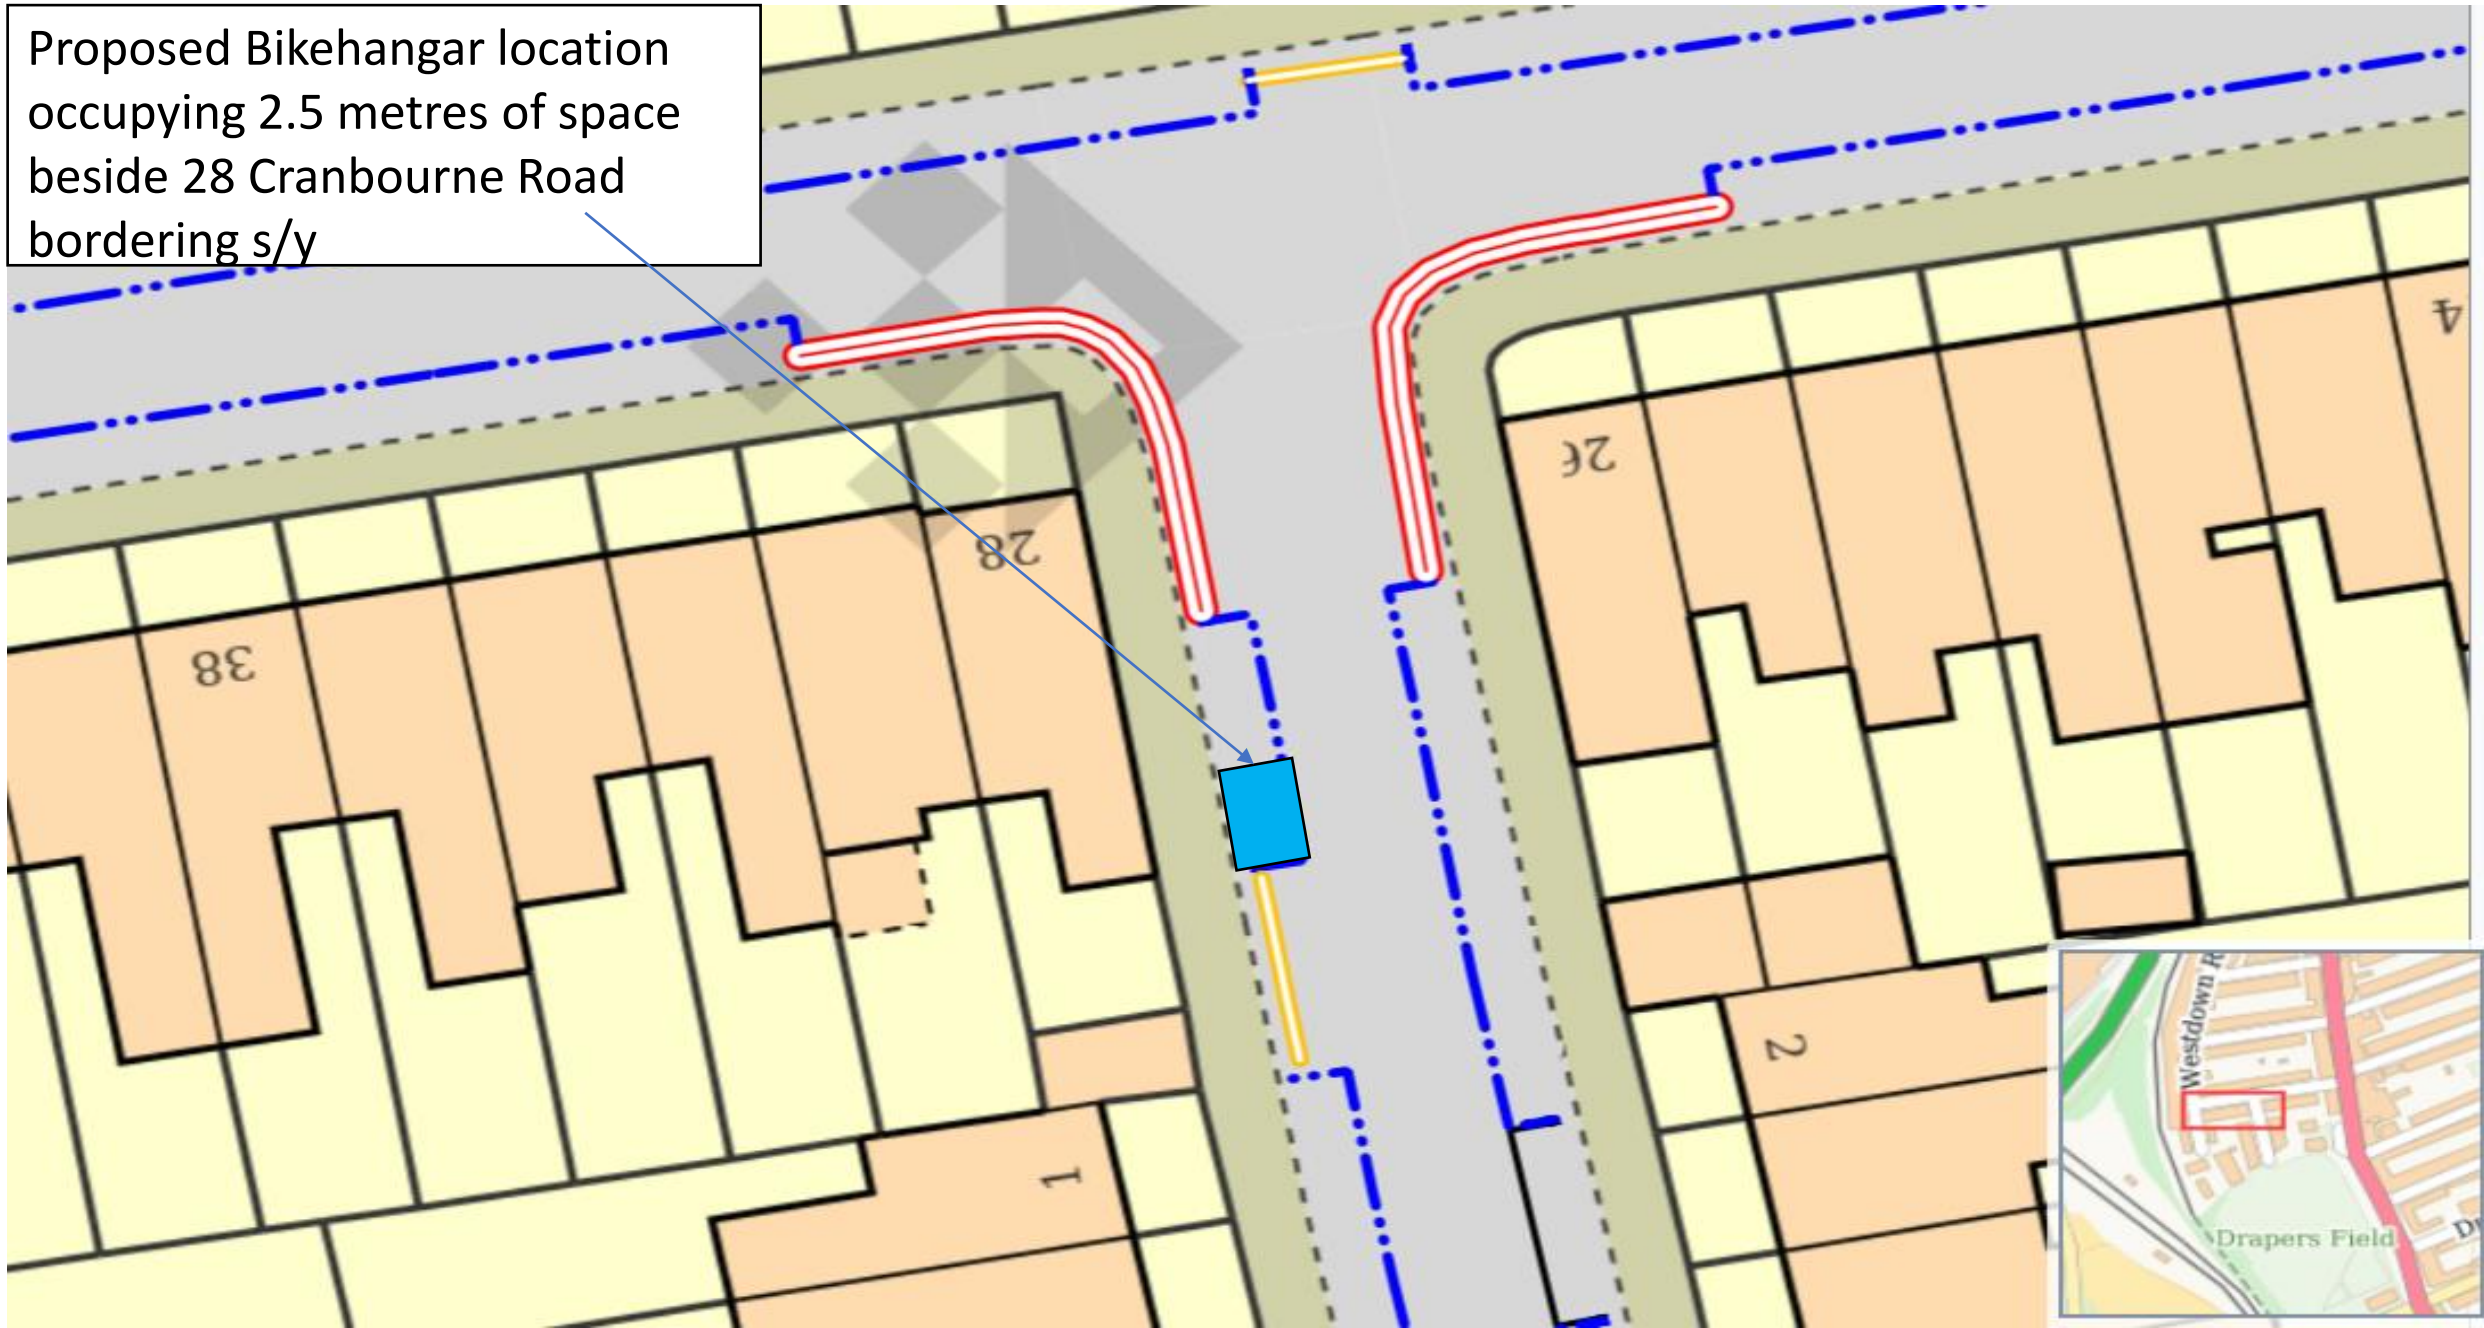 Proposed Bikehangar location
occupying 2.5 metres of space
beside 28 Cranbourne Road
bordering s/y
4
26
28
38
2
1
Westdown R
Drapers Field